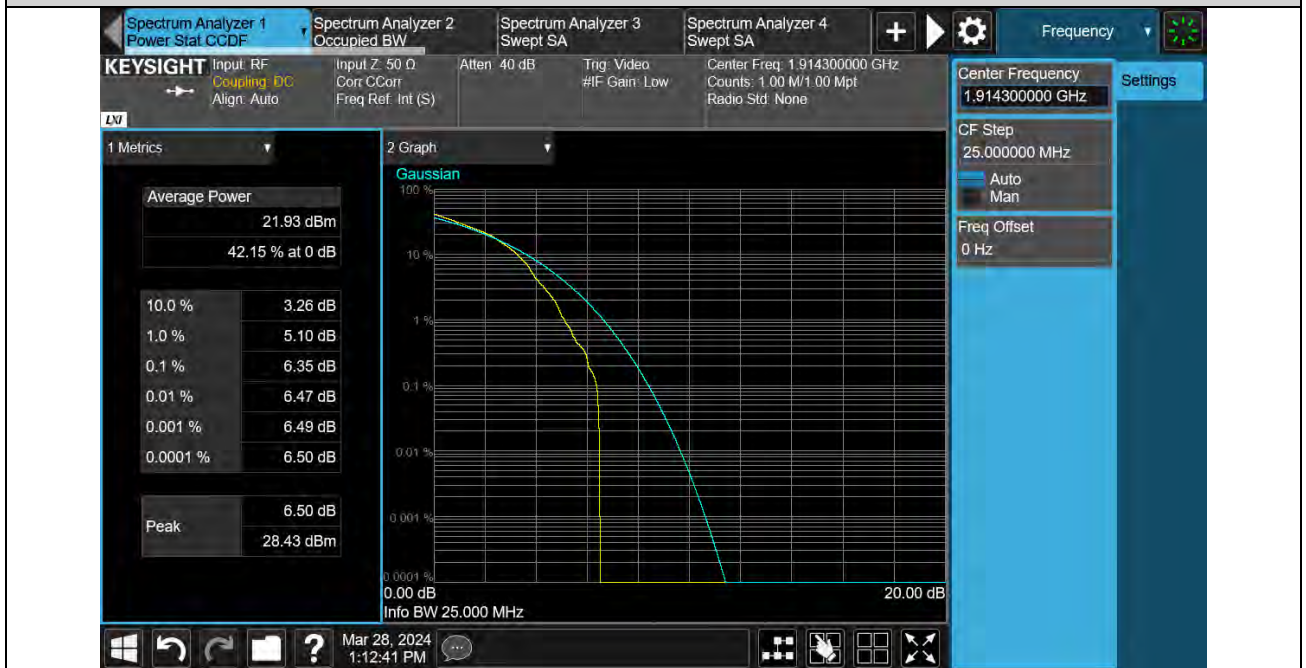 Spectrum Analyzer 1
Power Stat CCDF
Spectrum Analyzer 2
Occupied BW
Spectrum Analyzer 3
Swept SA
Spectrum Analyzer 4
Swept SA
+
Frequency
KEYSIGHT
LXI
Input: RF
Coupling: DC
Align: Auto
Input Z: 50 Ω
Corr CCorr
Freq Ref: Int (S)
Atten: 40 dB
Trig: Video
#IF Gain: Low
Center Freq: 1.914300000 GHz
Counts: 1.00 M/1.00 Mpt
Radio Std: None
Center Frequency
1.914300000 GHz
Settings
CF Step
25.000000 MHz
Auto
Man
Freq Offset
0 Hz
1 Metrics
Average Power
21.93 dBm
42.15 % at 0 dB
10.0 % 3.26 dB
1.0 % 5.10 dB
0.1 % 6.35 dB
0.01 % 6.47 dB
0.001 % 6.49 dB
0.0001 % 6.50 dB
Peak 6.50 dB
28.43 dBm
2 Graph
Gaussian
100 %
10 %
1 %
0.1 %
0.01 %
0.001 %
0.0001 %
0.00 dB 20.00 dB
Info BW 25.000 MHz
?
Mar 28, 2024
1:12:41 PM